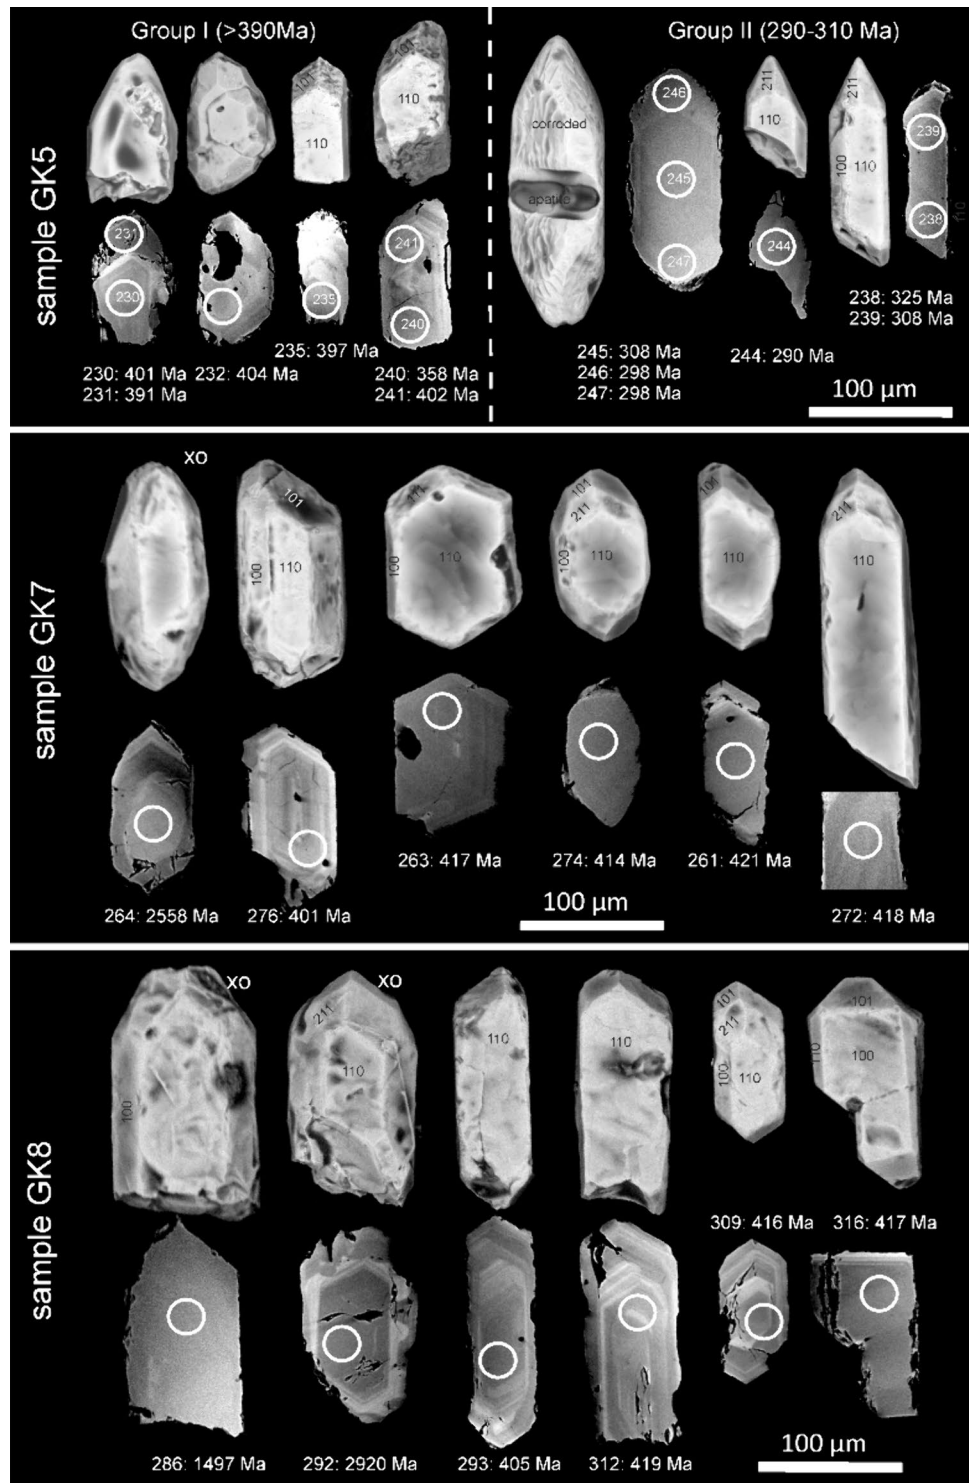 Group I (>390Ma)
Group II (290-310 Ma)
sample GK5
101
110
101
110
corrodad
apatite
246
245
247
211
110
244
211
100
110
239
238
231
230
235
241
240
235: 397 Ma
230: 401 Ma
231: 391 Ma
232: 404 Ma
240: 358 Ma
241: 402 Ma
238: 325 Ma
239: 308 Ma
245: 308 Ma
246: 298 Ma
247: 298 Ma
244: 290 Ma
100 µm
sample GK7
xo
101
100
110
211
100
110
101
211
100
110
101
110
211
110
263: 417 Ma
274: 414 Ma
261: 421 Ma
264: 2558 Ma
276: 401 Ma
272: 418 Ma
100 µm
sample GK8
xo
100
xo
211
110
110
110
101
211
100
110
101
110
100
309: 416 Ma
316: 417 Ma
286: 1497 Ma
292: 2920 Ma
293: 405 Ma
312: 419 Ma
100 µm